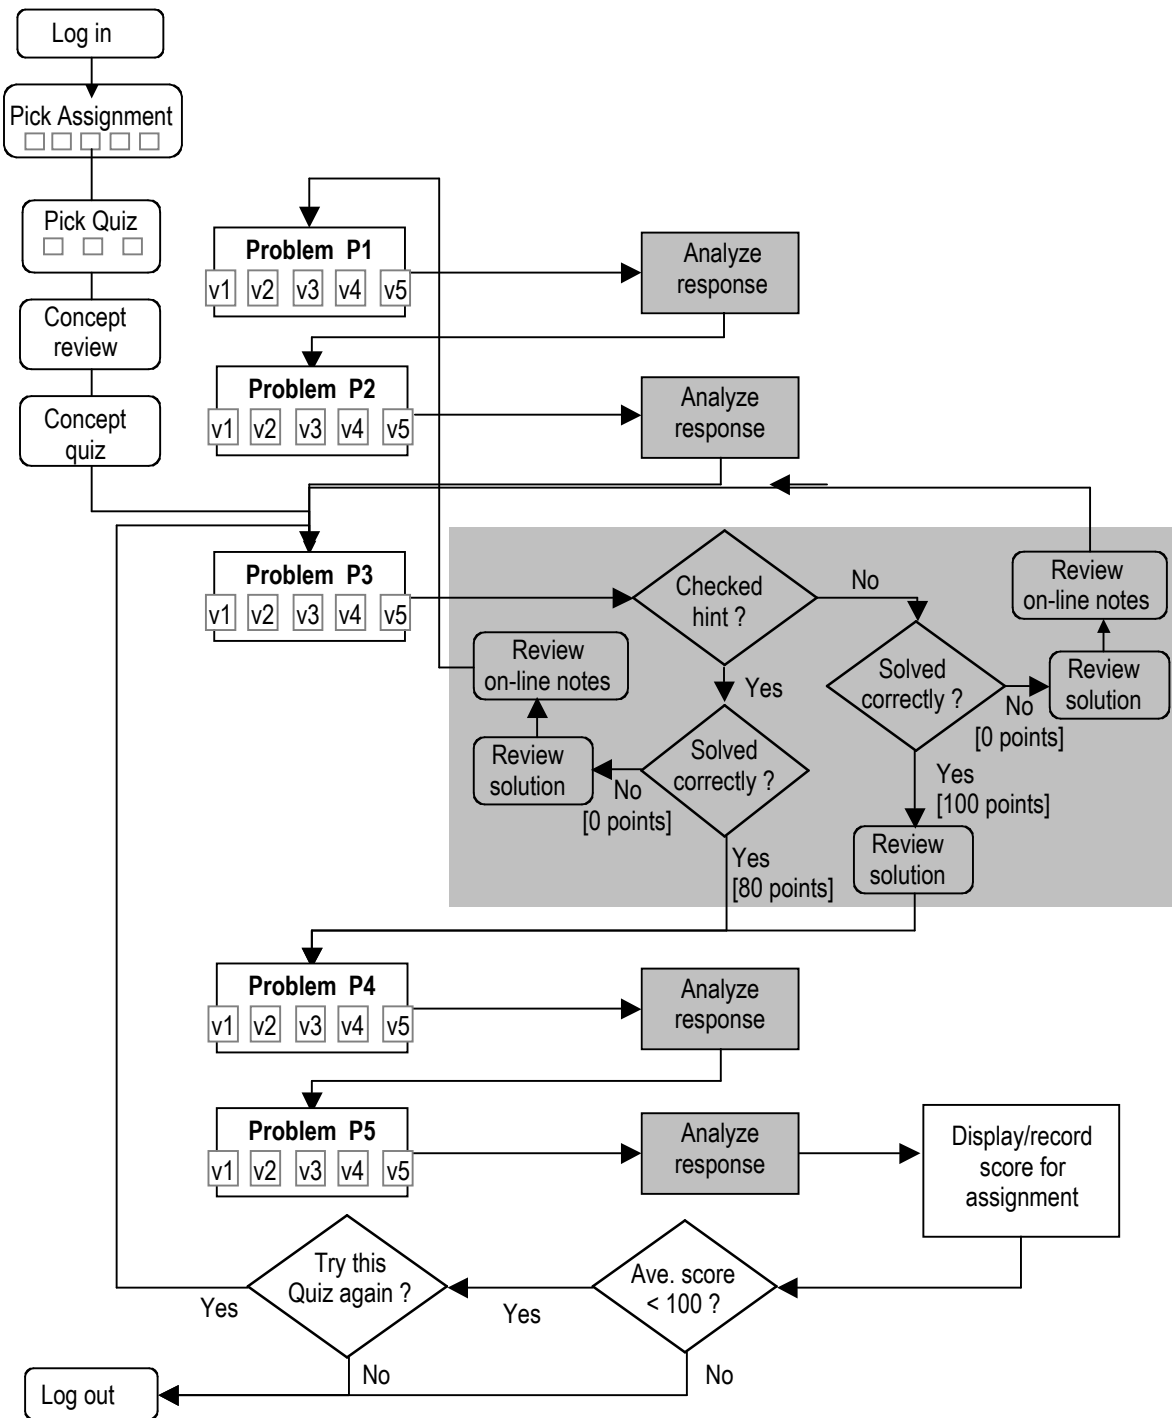 Log in
Pick Assignment
Pick Quiz
Concept
review
Concept
quiz
Problem P1
v1 v2 v3 v4 v5
Analyze
response
Problem P2
v1 v2 v3 v4 v5
Analyze
response
Problem P3
v1 v2 v3 v4 v5
Checked
hint ?
No
Yes
Review
on-line notes
Review
solution
Solved
correctly ?
No
[0 points]
Yes
[80 points]
Solved
correctly ?
No
[0 points]
Yes
[100 points]
Review
solution
Review
on-line notes
Review
solution
Problem P4
v1 v2 v3 v4 v5
Analyze
response
Problem P5
v1 v2 v3 v4 v5
Analyze
response
Display/record
score for
assignment
Ave. score
< 100 ?
Yes
No
Try this
Quiz again ?
Yes
No
Log out